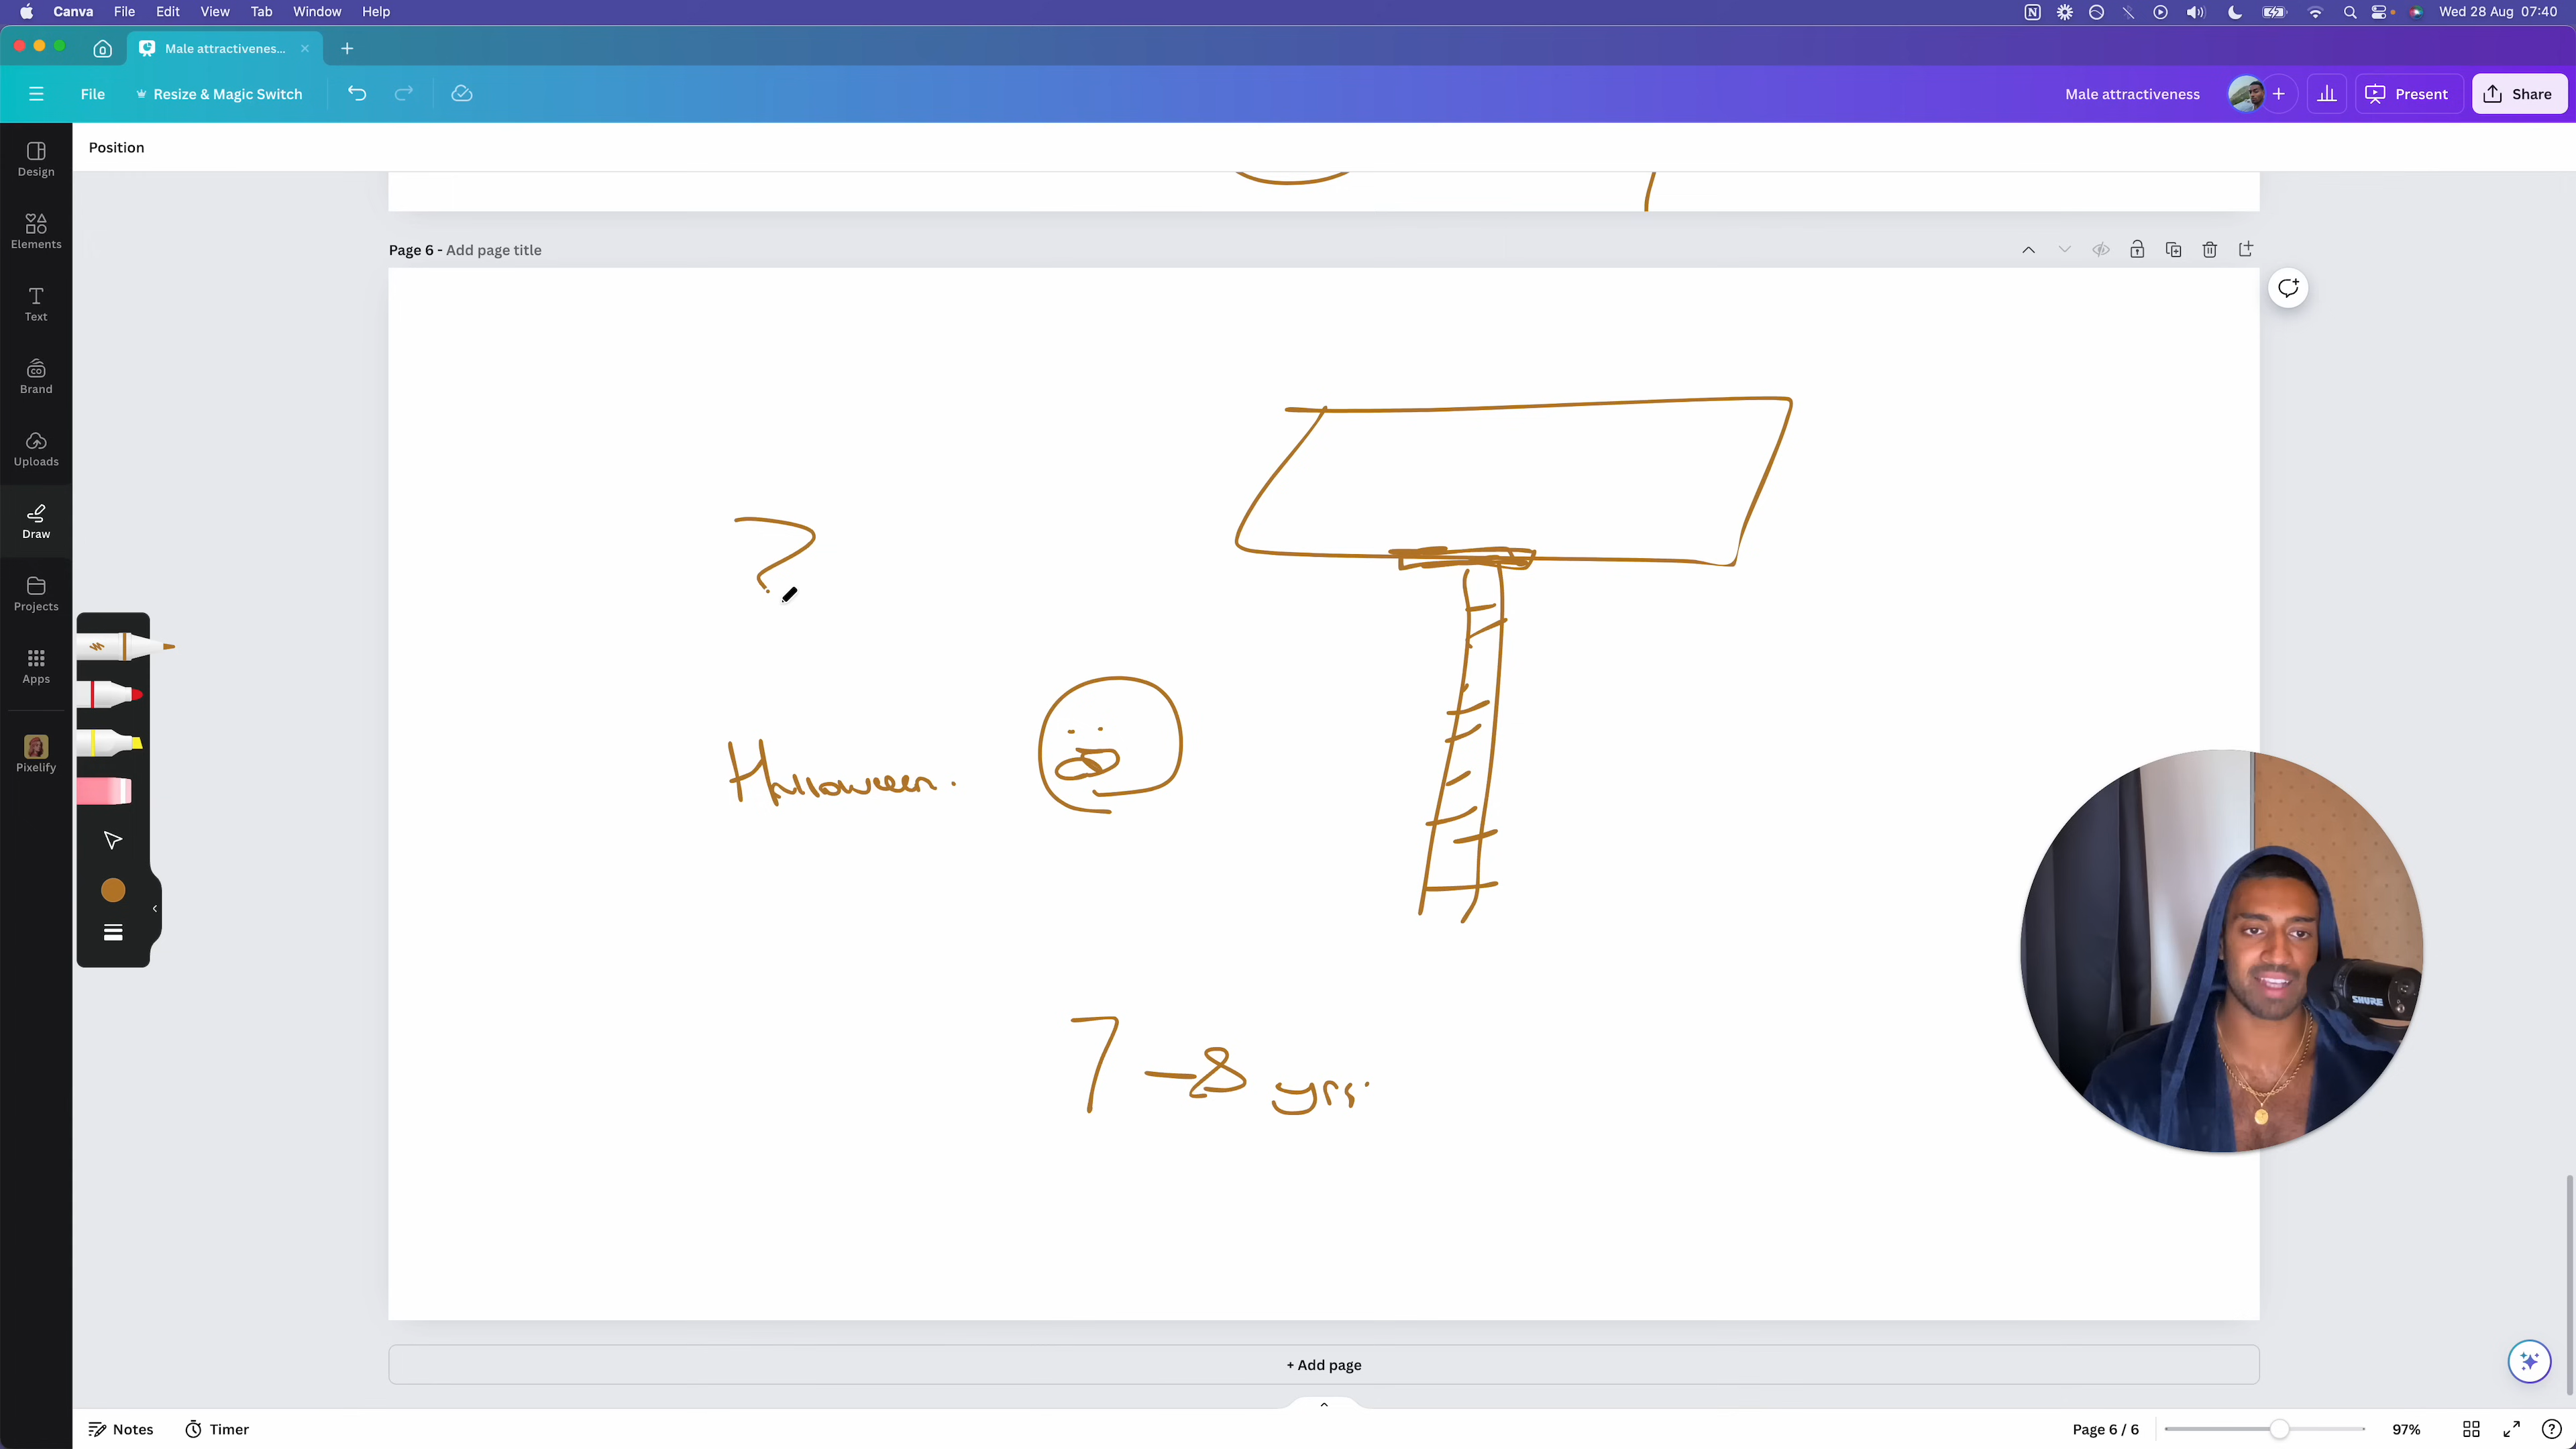 Canva File Edit View Tab Window Help
Wed 28 Aug 07:40
Male attractivenes...
File Resize & Magic Switch
Male attractiveness
Present
Share
Position
Design
Elements
Text
Brand
Uploads
Draw
Projects
Apps
Pixelify
Page 6 - Add page title
?
Halloween.
7-8 yrs.
SHURE
+ Add page
Notes Timer
Page 6 / 6
97%